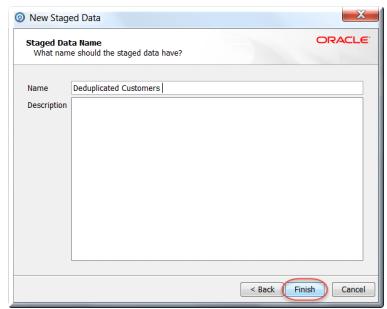 New Staged Data
Staged Data Name
What name should the staged data have?
ORACLE
Name
Deduplicated Customers
Description
< Back
Finish
Cancel